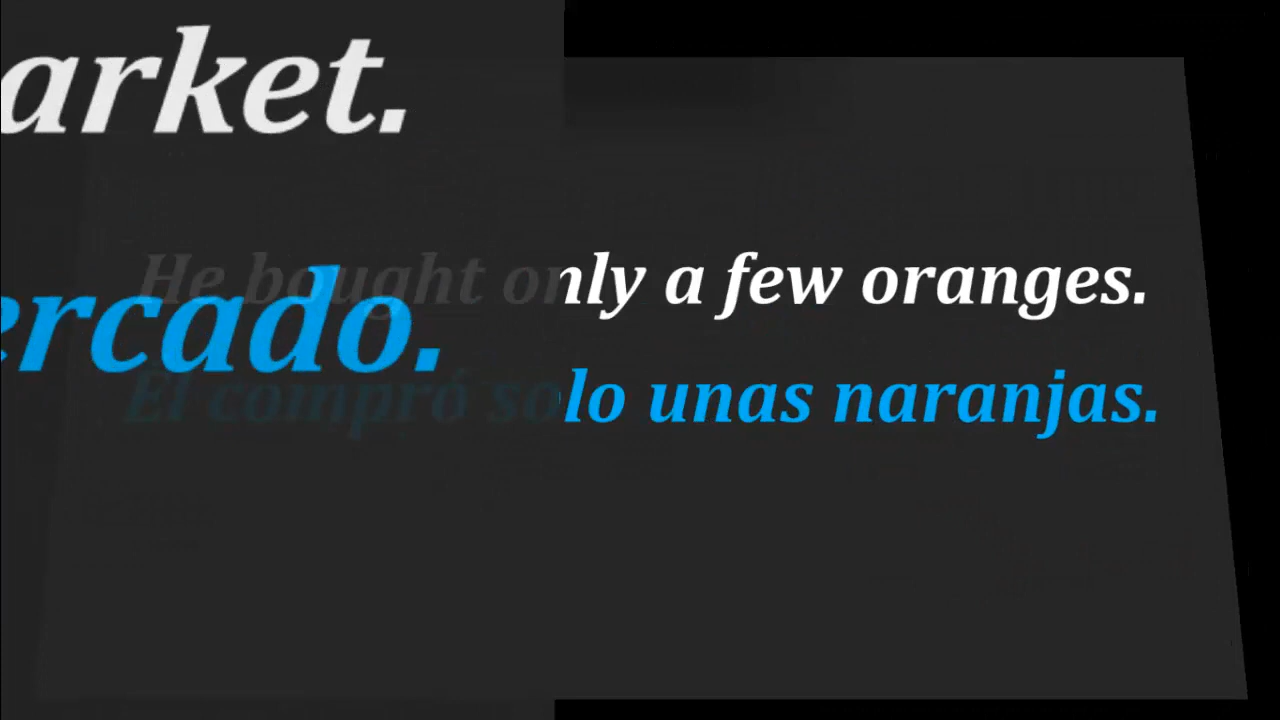 arket.
ercado.
He bought only a few oranges.
Él compró solo unas naranjas.